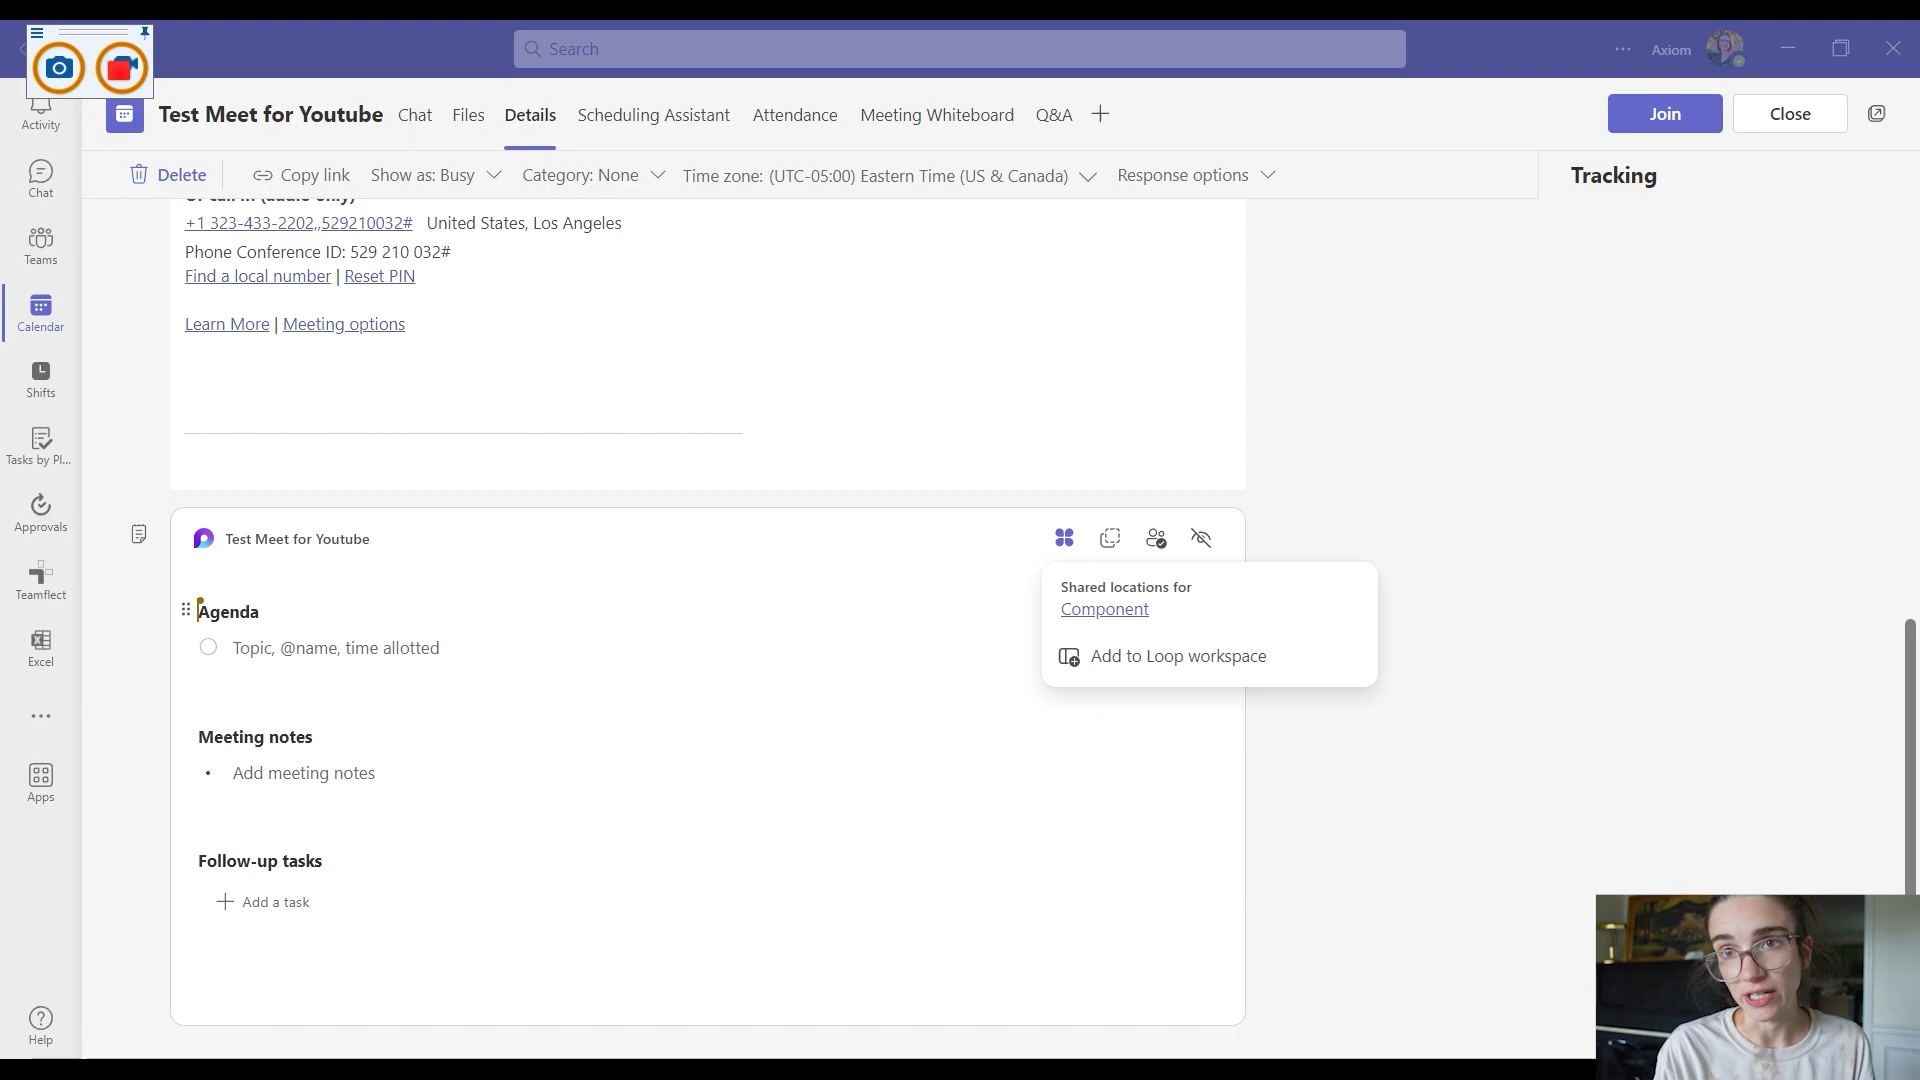 Search
Axiom
Test Meet for Youtube
Chat
Files
Details
Scheduling Assistant
Attendance
Meeting Whiteboard
Q&A
Join
Close
Delete
Copy link
Show as: Busy
Category: None
Time zone: (UTC-05:00) Eastern Time (US & Canada)
Response options
Tracking
Activity
Chat
Teams
Calendar
Shifts
Tasks by Pl...
Approvals
Teamflect
Excel
Apps
Help
Or call in (audio only)
+1 323-433-2202,,529210032# United States, Los Angeles
Phone Conference ID: 529 210 032#
Find a local number | Reset PIN
Learn More | Meeting options
Test Meet for Youtube
Shared locations for
Component
Add to Loop workspace
Agenda
Topic, @name, time allotted
Meeting notes
Add meeting notes
Follow-up tasks
Add a task